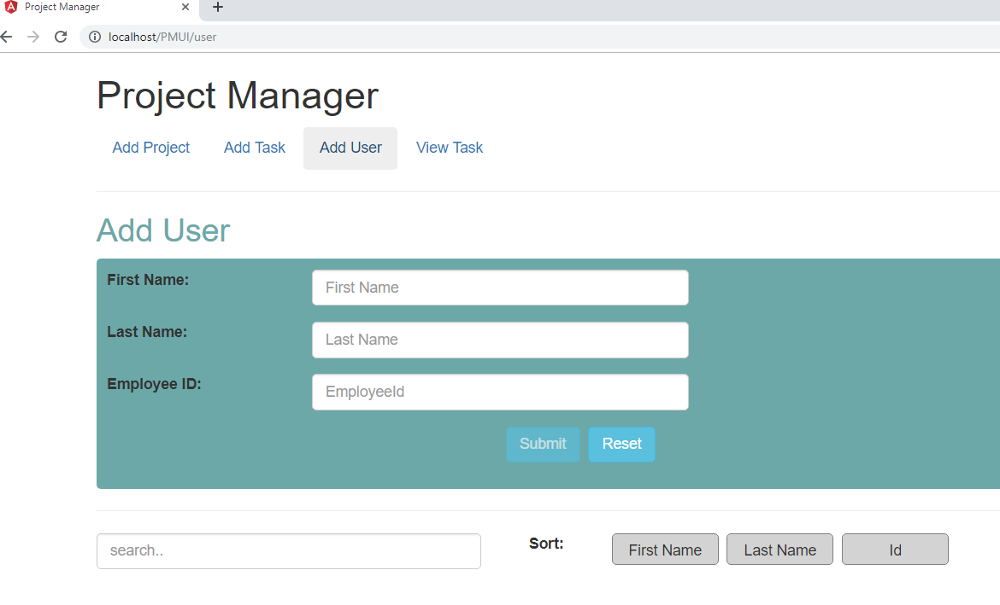 Project Manager
localhost/PMUI/user
Project Manager
Add Project Add Task Add User View Task
Add User
First Name: First Name
Last Name: Last Name
Employee ID: EmployeeId
Submit Reset
search.. Sort: First Name Last Name Id